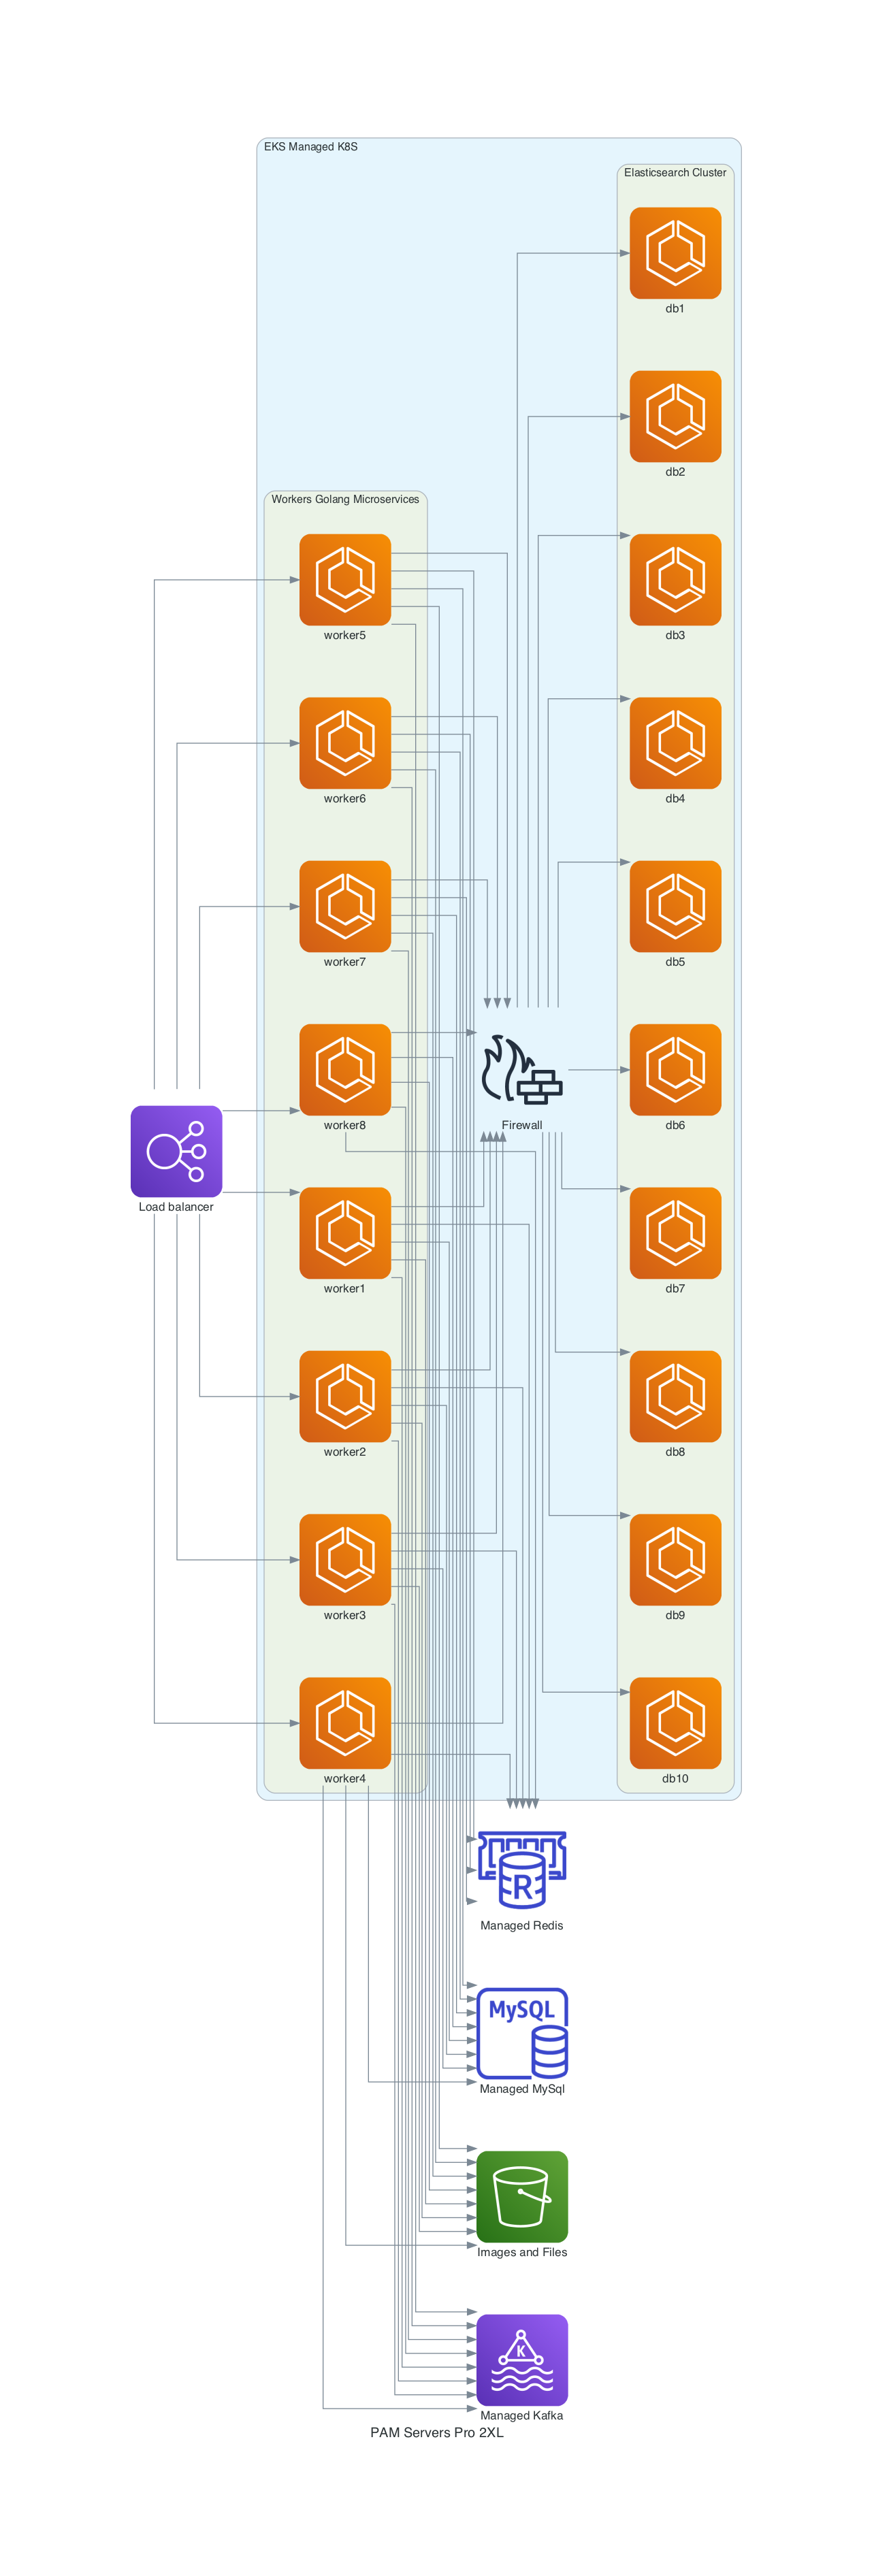 EKS Managed K8S
Elasticsearch Cluster
db1
db2
Workers Golang Microservices
worker5
db3
worker6
db4
worker7
db5
worker8
Firewall
db6
Load balancer
worker1
db7
worker2
db8
worker3
db9
worker4
db10
R
Managed Redis
MySQL
Managed MySql
Images and Files
K
Managed Kafka
PAM Servers Pro 2XL